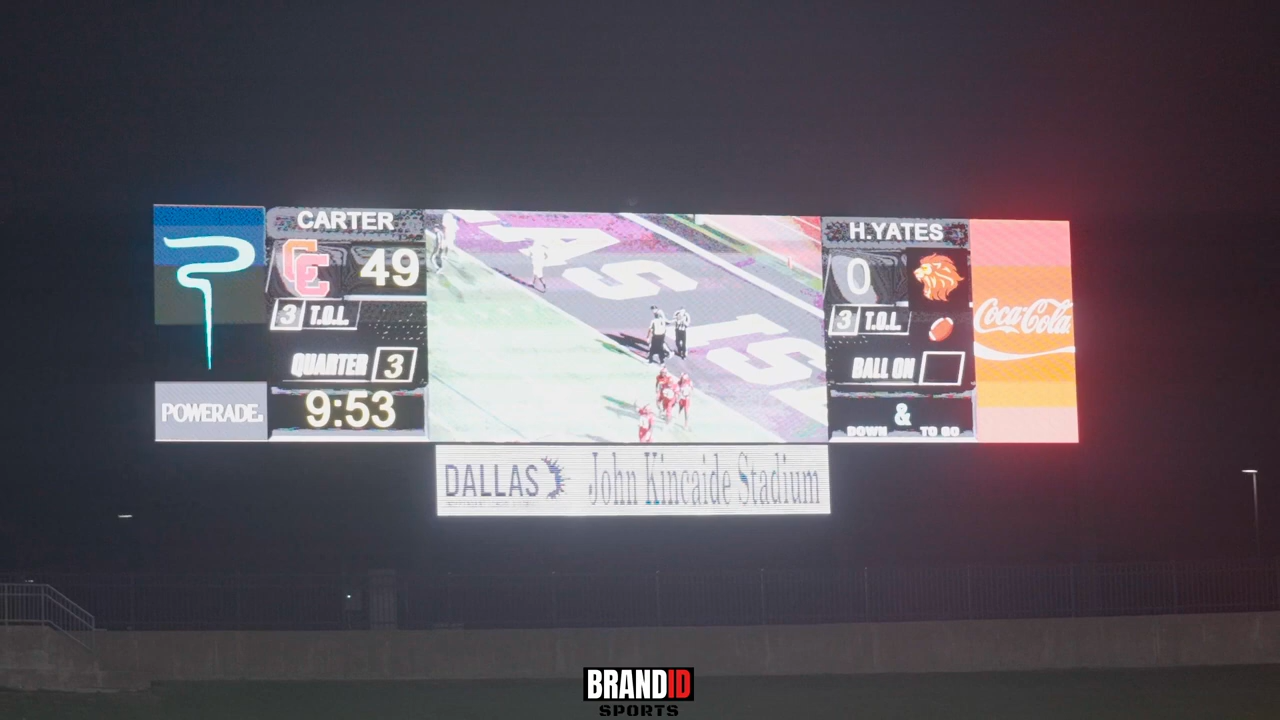 CARTER
CC
49
3 T.O.L.
QUARTER 3
9:53
POWERADE
H.YATES
0
3 T.O.L.
BALL ON
&
DOWN TO GO
Coca-Cola
DALLAS
John Kincaide Stadium
BRANDID
SPORTS